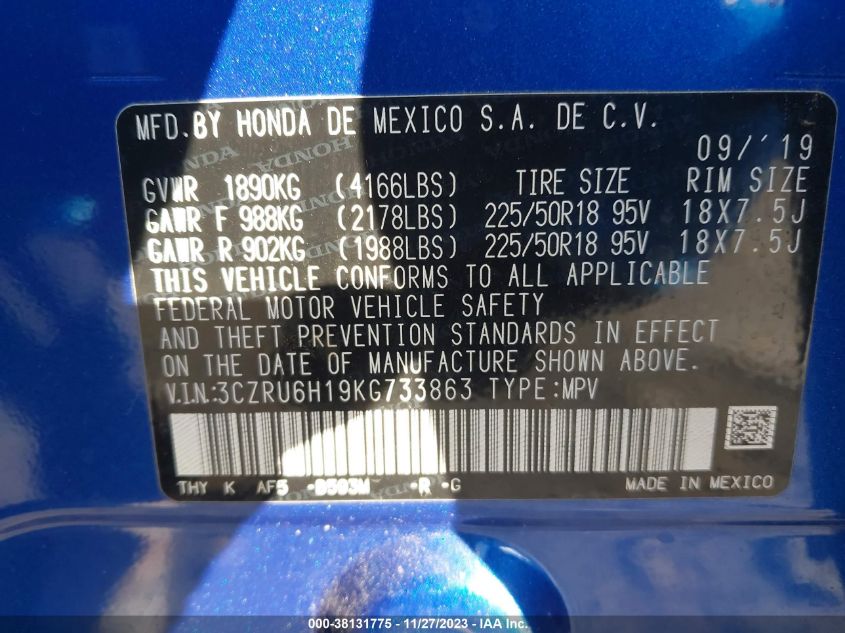 MFD.BY HONDA DE MEXICO S.A. DE C.V.
09/'19
GVWR 1890KG (4166LBS) TIRE SIZE RIM SIZE
GAWR F 988KG (2178LBS) 225/50R18 95V 18X7.5J
GAWR R 902KG (1988LBS) 225/50R18 95V 18X7.5J
THIS VEHICLE CONFORMS TO ALL APPLICABLE
FEDERAL MOTOR VEHICLE SAFETY
AND THEFT PREVENTION STANDARDS IN EFFECT
ON THE DATE OF MANUFACTURE SHOWN ABOVE.
V.I.N:3CZRU6H19KG733863 TYPE:MPV
THY K AF5 -B593M -R -G MADE IN MEXICO
000-38131775 - 11/27/2023 - IAA Inc.